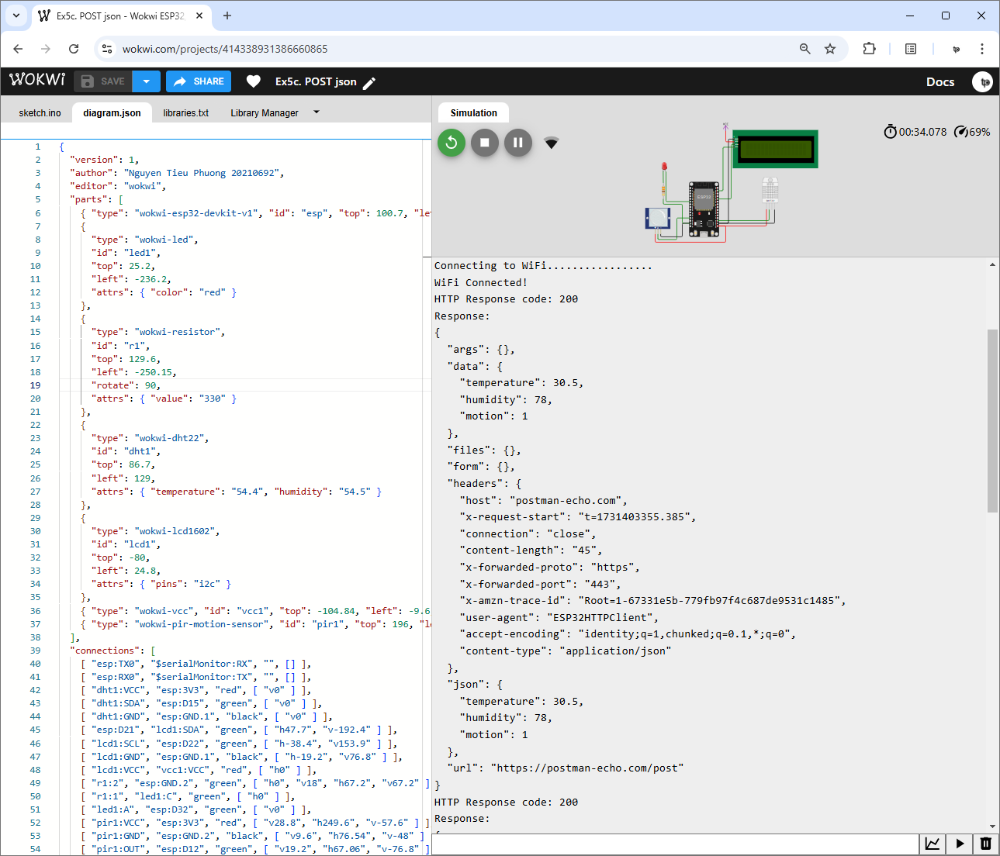 Ex5c. POST json - Wokwi ESP32
wokwi.com/projects/414338931386660865
WOKWI
SAVE
SHARE
Ex5c. POST json
Docs
sketch.ino
diagram.json
libraries.txt
Library Manager
1 {
2 "version": 1,
3 "author": "Nguyen Tieu Phuong 20210692",
4 "editor": "wokwi",
5 "parts": [
6 { "type": "wokwi-esp32-devkit-v1", "id": "esp", "top": 100.7, "le
7 {
8 "type": "wokwi-led",
9 "id": "led1",
10 "top": 25.2,
11 "left": -236.2,
12 "attrs": { "color": "red" }
13 },
14 {
15 "type": "wokwi-resistor",
16 "id": "r1",
17 "top": 129.6,
18 "left": -250.15,
19 "rotate": 90,
20 "attrs": { "value": "330" }
21 },
22 {
23 "type": "wokwi-dht22",
24 "id": "dht1",
25 "top": 86.7,
26 "left": 129,
27 "attrs": { "temperature": "54.4", "humidity": "54.5" }
28 },
29 {
30 "type": "wokwi-lcd1602",
31 "id": "lcd1",
32 "top": -80,
33 "left": 24.8,
34 "attrs": { "pins": "i2c" }
35 },
36 { "type": "wokwi-vcc", "id": "vcc1", "top": -104.84, "left": -9.6
37 { "type": "wokwi-pir-motion-sensor", "id": "pir1", "top": 196, "le
38 ],
39 "connections": [
40 [ "esp:TX0", "$serialMonitor:RX", "", [] ],
41 [ "esp:RX0", "$serialMonitor:TX", "", [] ],
42 [ "dht1:VCC", "esp:3V3", "red", [ "v0" ] ],
43 [ "dht1:SDA", "esp:D15", "green", [ "v0" ] ],
44 [ "dht1:GND", "esp:GND.1", "black", [ "v0" ] ],
45 [ "esp:D21", "lcd1:SDA", "green", [ "h47.7", "v-192.4" ] ],
46 [ "lcd1:SCL", "esp:D22", "green", [ "h-38.4", "v153.9" ] ],
47 [ "lcd1:GND", "esp:GND.1", "black", [ "h-19.2", "v76.8" ] ],
48 [ "lcd1:VCC", "vcc1:VCC", "red", [ "h0" ] ],
49 [ "r1:2", "esp:GND.2", "green", [ "h0", "v18", "h67.2", "v67.2" ]
50 [ "r1:1", "led1:C", "green", [ "h0" ] ],
51 [ "led1:A", "esp:D32", "green", [ "v0" ] ],
52 [ "pir1:VCC", "esp:3V3", "red", [ "v28.8", "h249.6", "v-57.6" ] ]
53 [ "pir1:GND", "esp:GND.2", "black", [ "v9.6", "h76.54", "v-48" ]
54 [ "pir1:OUT", "esp:D12", "green", [ "v19.2", "h67.06", "v-76.8" ]
Simulation
00:34.078
69%
ESP32
Connecting to WiFi.................
WiFi Connected!
HTTP Response code: 200
Response:
{
"args": {},
"data": {
"temperature": 30.5,
"humidity": 78,
"motion": 1
},
"files": {},
"form": {},
"headers": {
"host": "postman-echo.com",
"x-request-start": "t=1731403355.385",
"connection": "close",
"content-length": "45",
"x-forwarded-proto": "https",
"x-forwarded-port": "443",
"x-amzn-trace-id": "Root=1-67331e5b-779fb97f4c687de9531c1485",
"user-agent": "ESP32HTTPClient",
"accept-encoding": "identity;q=1,chunked;q=0.1,*;q=0",
"content-type": "application/json"
},
"json": {
"temperature": 30.5,
"humidity": 78,
"motion": 1
},
"url": "https://postman-echo.com/post"
}
HTTP Response code: 200
Response: